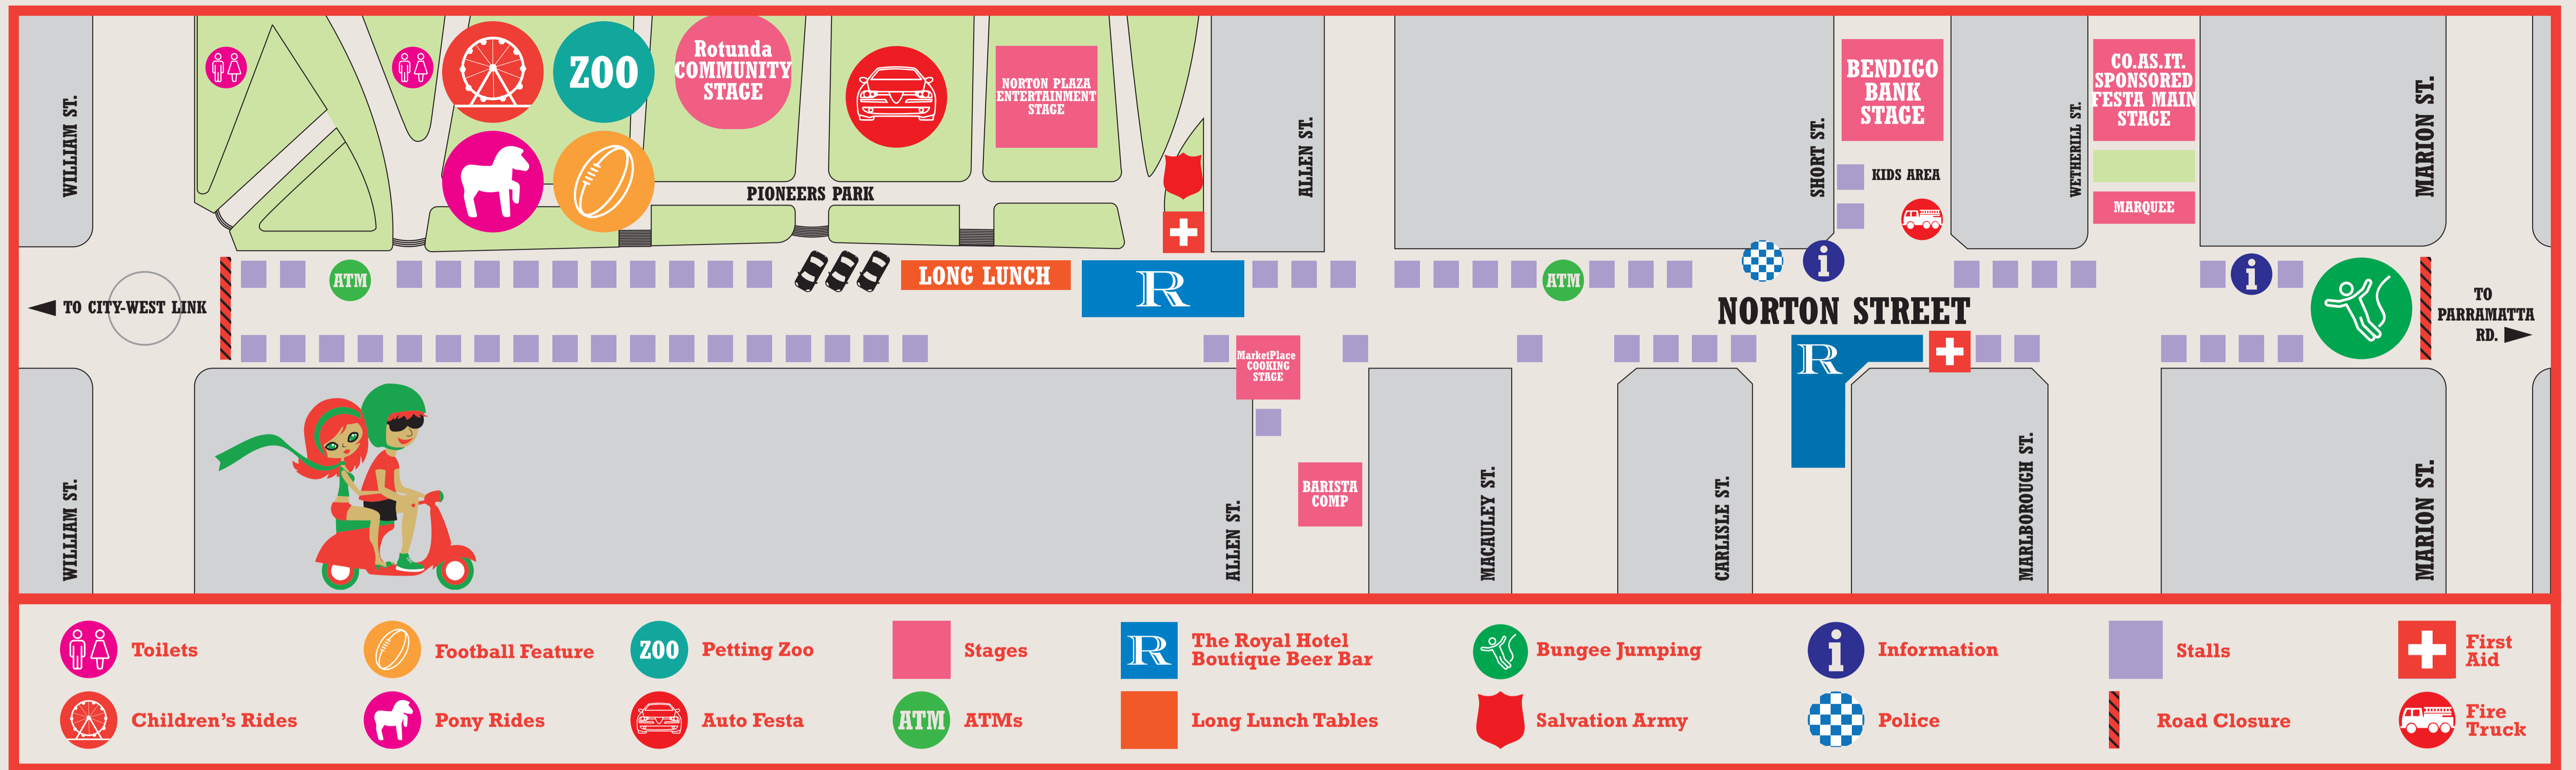 ZOO
Rotunda
COMMUNITY
STAGE
NORTON PLAZA
ENTERTAINMENT
STAGE
BENDIGO
BANK
STAGE
CO.AS.IT.
SPONSORED
FESTA MAIN
STAGE
WILLIAM ST.
ALLEN ST.
SHORT ST.
WETHERILL ST.
MARION ST.
PIONEERS PARK
KIDS AREA
MARQUEE
ATM
LONG LUNCH
R
ATM
i
i
TO CITY-WEST LINK
NORTON STREET
TO
PARRAMATTA
RD.
MarketPlace
COOKING
STAGE
R
BARISTA
COMP
WILLIAM ST.
ALLEN ST.
MACAULEY ST.
CARLISLE ST.
MARLBOROUGH ST.
MARION ST.
Toilets
Football Feature
ZOO Petting Zoo
Stages
R The Royal Hotel
Boutique Beer Bar
Bungee Jumping
i Information
Stalls
First
Aid
Children's Rides
Pony Rides
Auto Festa
ATM ATMs
Long Lunch Tables
Salvation Army
Police
Road Closure
Fire
Truck